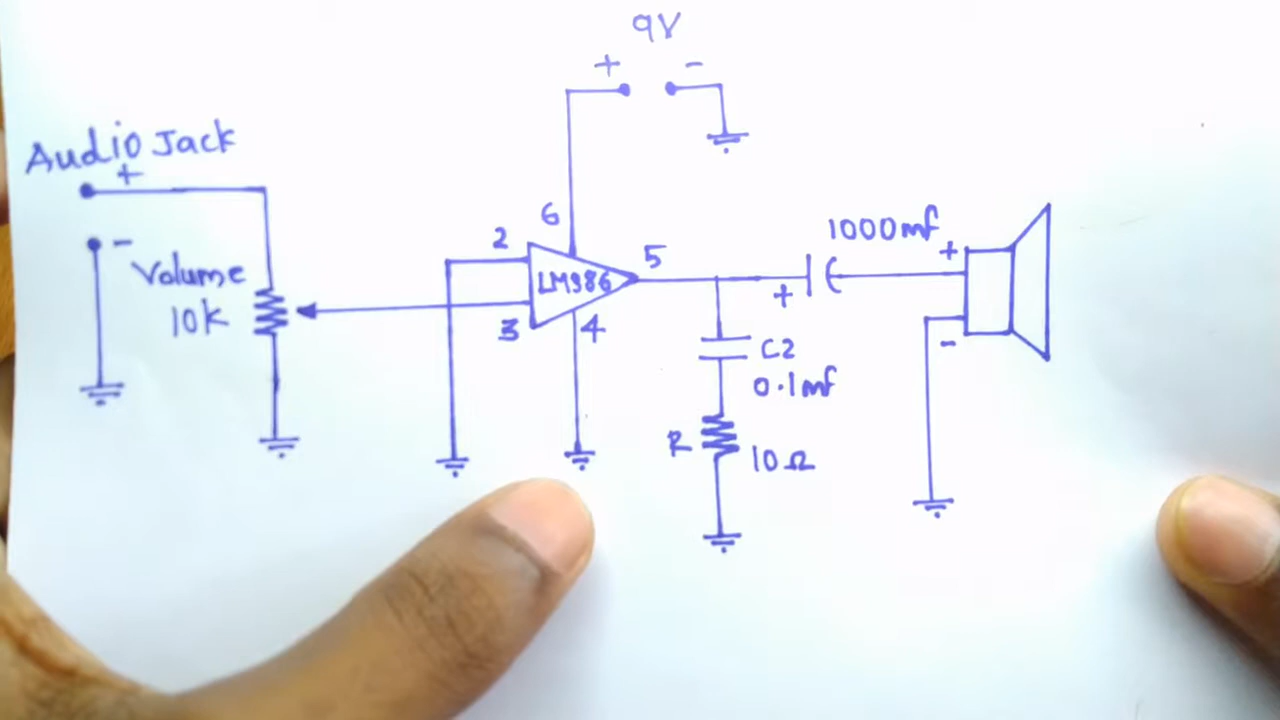 9V
+ -
Audio Jack
+
-
Volume
10K
6
2
LM386
5
3
4
1000mf
+
+
-
C2
0.1mf
R
10Ω